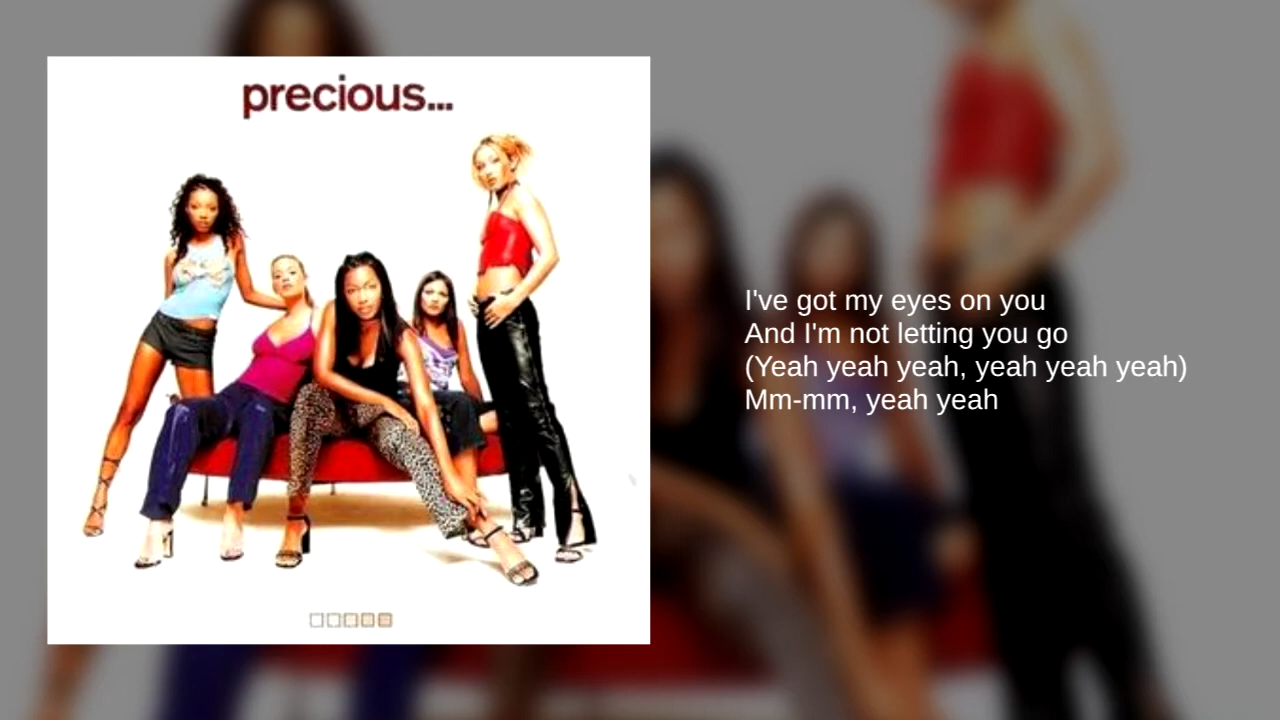 precious...
I've got my eyes on you
And I'm not letting you go
(Yeah yeah yeah, yeah yeah yeah)
Mm-mm, yeah yeah